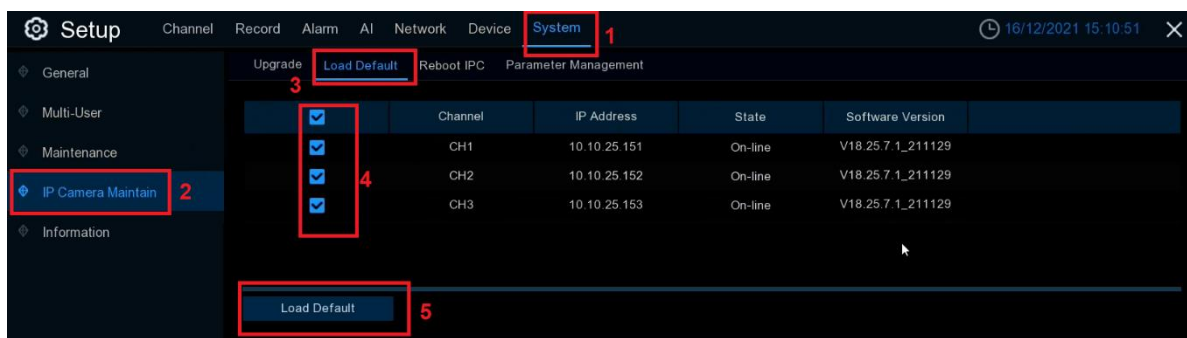 Setup Channel Record Alarm AI Network Device System 1 16/12/2021 15:10:51
General
Multi-User
Maintenance
IP Camera Maintain 2
Information
Upgrade Load Default Reboot IPC Parameter Management
3
Channel IP Address State Software Version
CH1 10.10.25.151 On-line V18.25.7.1_211129
4 CH2 10.10.25.152 On-line V18.25.7.1_211129
CH3 10.10.25.153 On-line V18.25.7.1_211129
Load Default 5